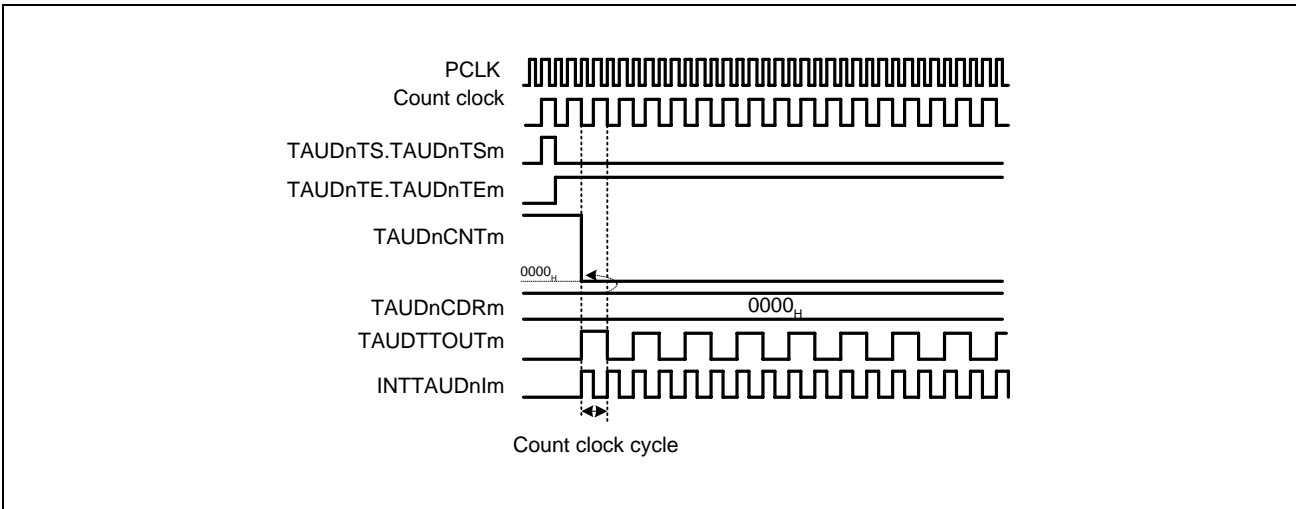 PCLK
Count clock
TAUDnTS.TAUDnTSm
TAUDnTE.TAUDnTEm
TAUDnCNTm
0000H
TAUDnCDRm
0000H
TAUDTTOUTm
INTTAUDnIm
Count clock cycle